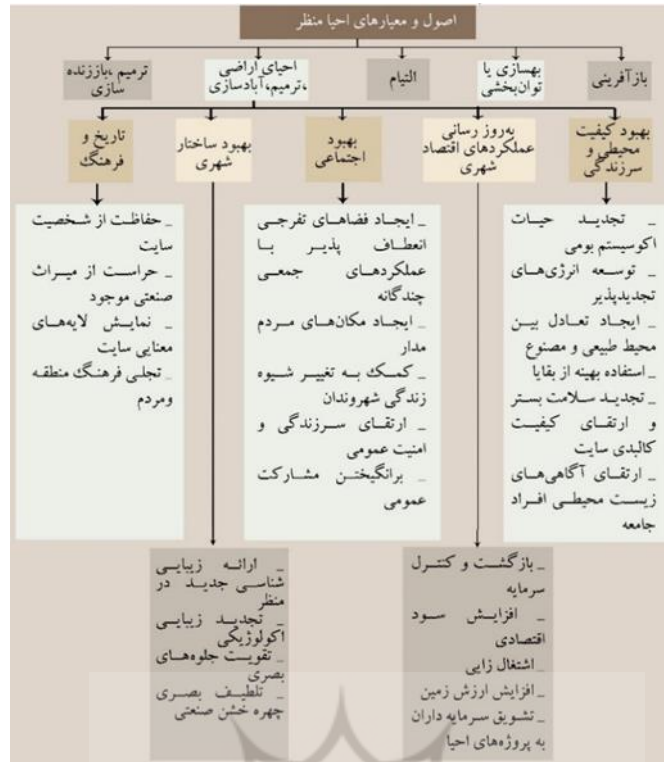 اصول و معیارهای احیا منظر
بازآفرینی
بهسازی یا
توان‌بخشی
التیام
احیای اراضی
،ترمیم،آبادسازی
ترمیم ،باززنده
سازی
بهبود کیفیت
محیطی و
سرزندگی
به‌روز رسانی
عملکردهای اقتصاد
شهری
بهبود
اجتماعی
بهبود ساختار
شهری
تاریخ و
فرهنگ
_ تجدید حیات
اکوسیستم بومی
_ توسعه انرژی‌های
تجدیدپذیر
_ ایجاد تعادل بین
محیط طبیعی و مصنوع
_ استفاده بهینه از بقایا
_ تجدید سلامت بستر
و ارتقای کیفیت
کالبدی سایت
_ ارتقای آگاهی‌های
زیست محیطی افراد
جامعه
_ ایجاد فضاهای تفرجی
انعطاف پذیر با
عملکردهای جمعی
چندگانه
_ ایجاد مکان‌های مردم
مدار
_ کمک به تغییر شیوه
زندگی شهروندان
_ ارتقای سرزندگی و
امنیت عمومی
_ برانگیختن مشارکت
عمومی
_ حفاظت از شخصیت
سایت
_ حراست از میراث
صنعتی موجود
_ نمایش لایه‌های
معنایی سایت
_ تجلی فرهنگ منطقه
ومردم
_ بازگشت و کنترل
سرمایه
_ افزایش سود
اقتصادی
_ اشتغال زایی
_ افزایش ارزش زمین
_ تشویق سرمایه داران
به پروژه‌های احیا
_ ارائه زیبایی
شناسی جدید در
منظر
_ تجدید زیبایی
اکولوژیکی
_ تقویت جلوه‌های
بصری
_ تلطیف بصری
چهره خشن صنعتی